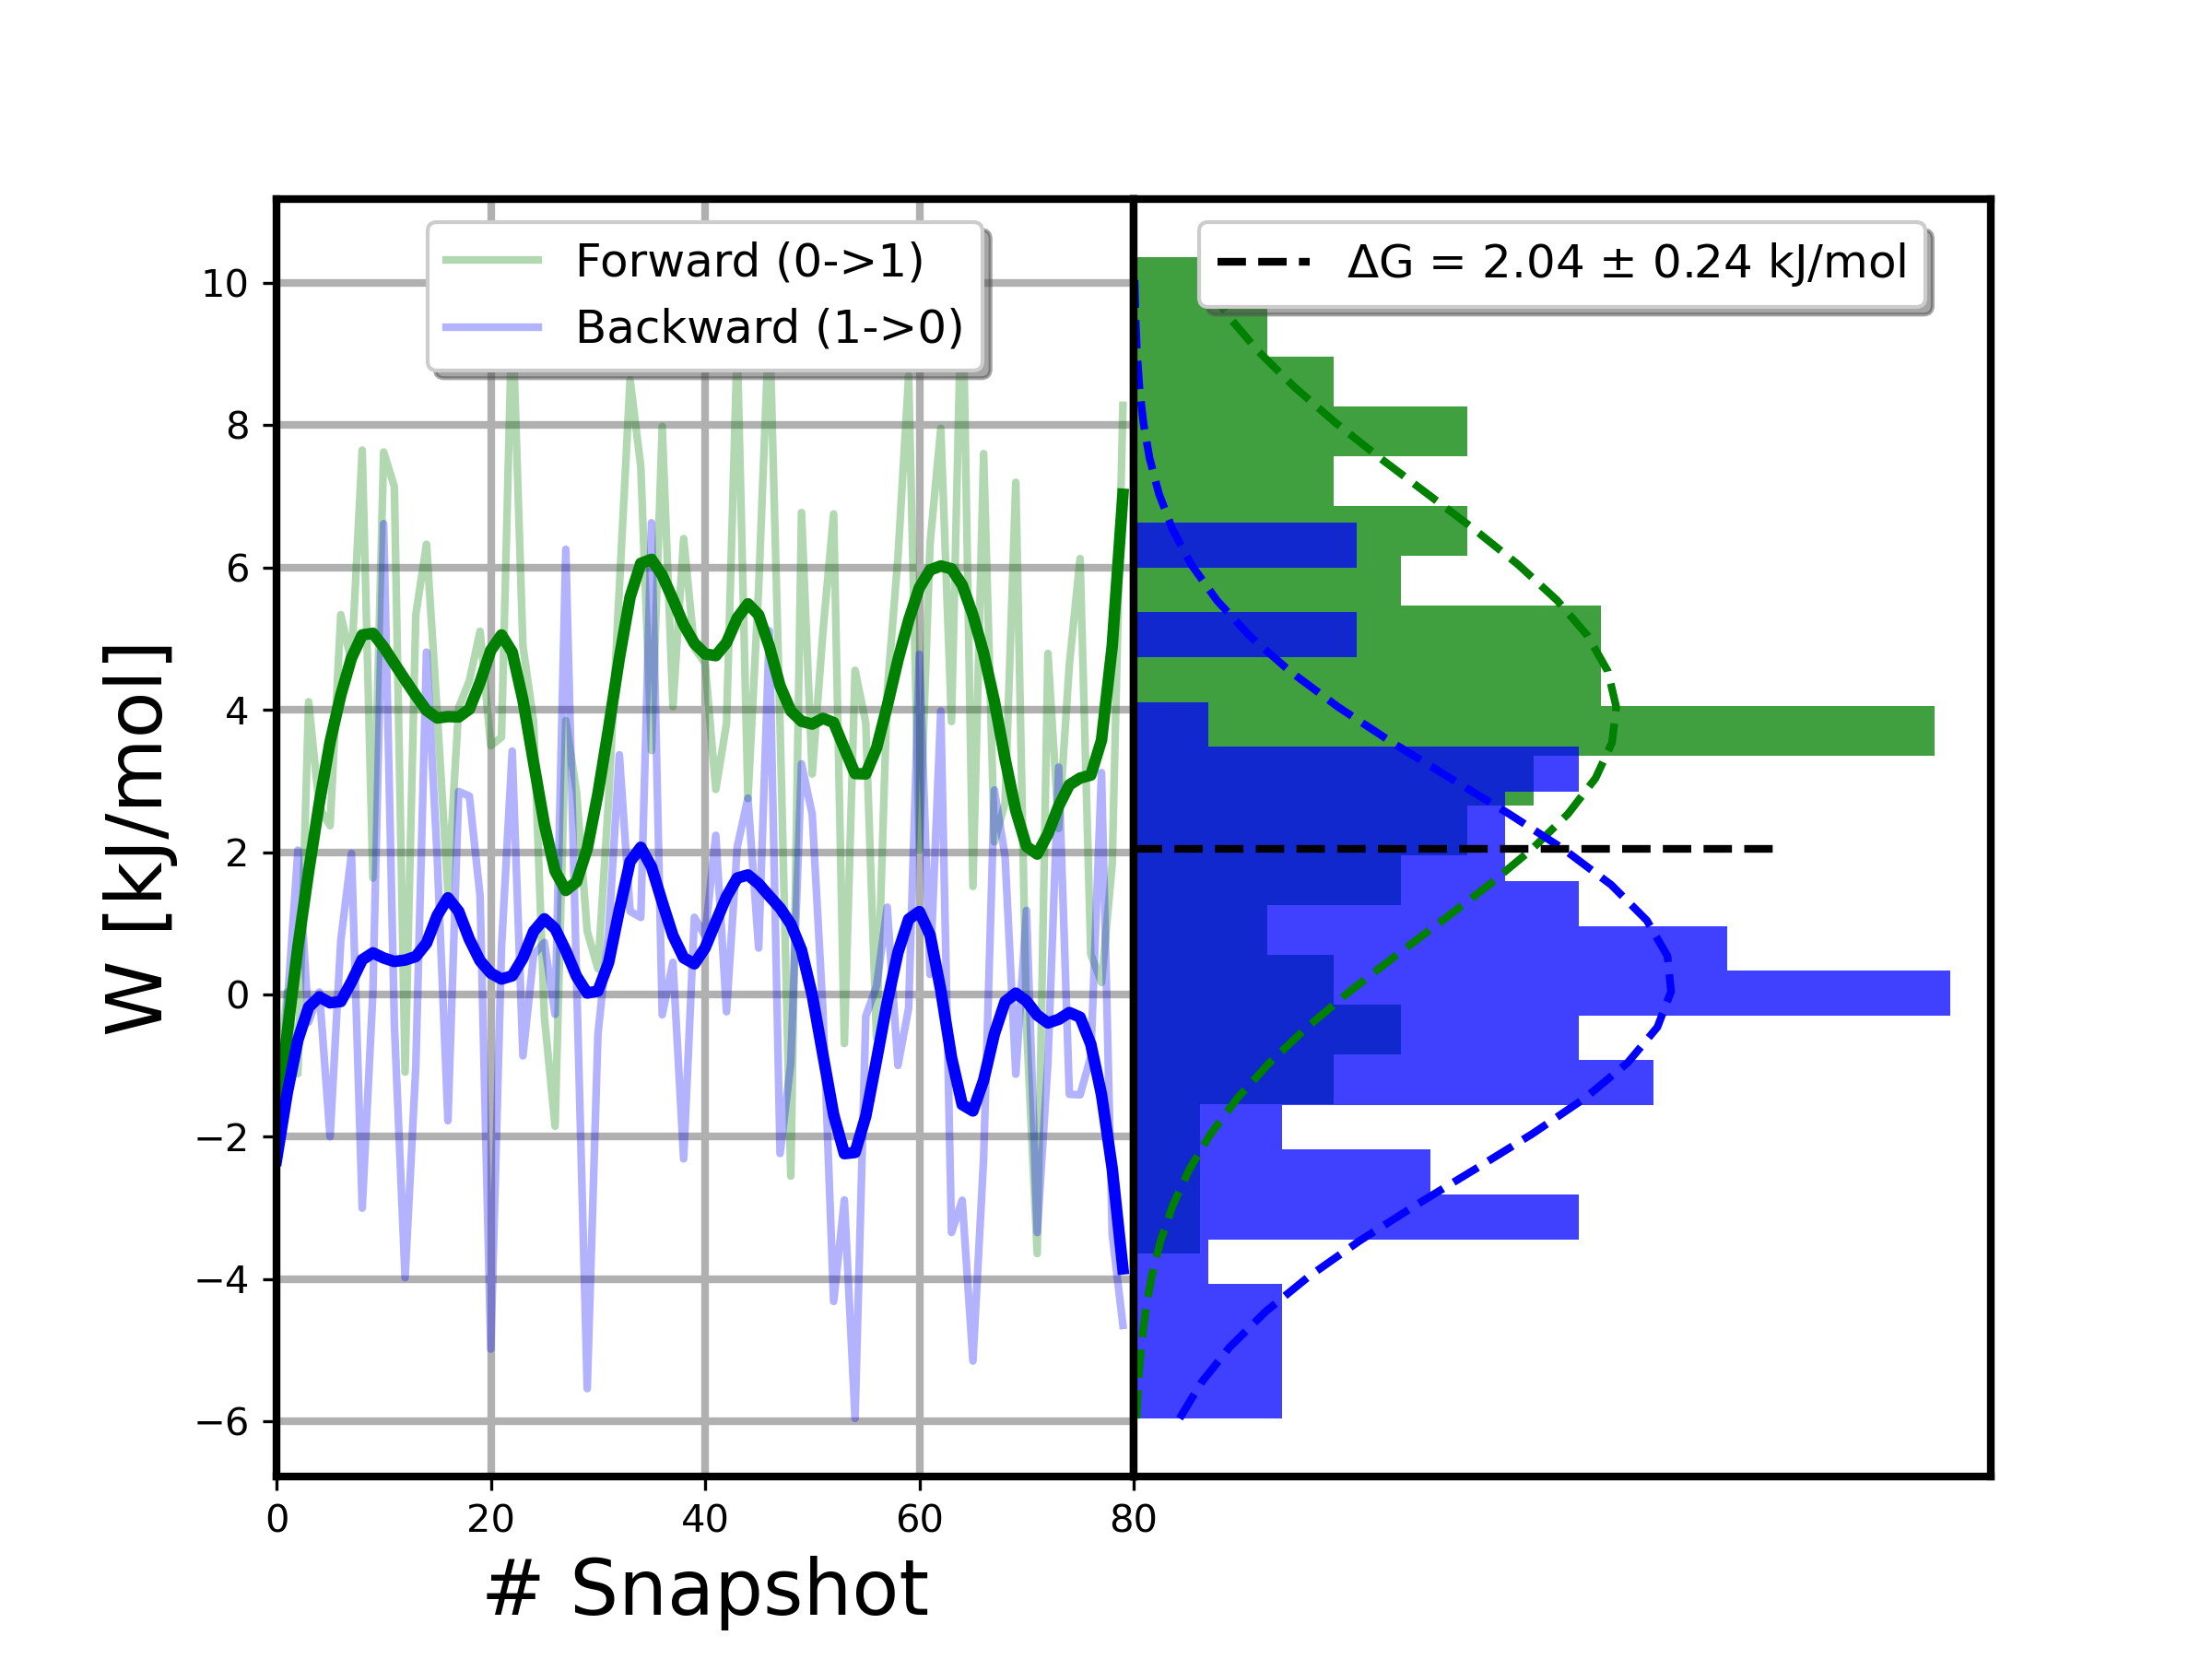 Forward (0->1)
Backward (1->0)
ΔG = 2.04 ± 0.24 kJ/mol
W [kJ/mol]
10
8
6
4
2
0
−2
−4
−6
0 20 40 60 80
# Snapshot